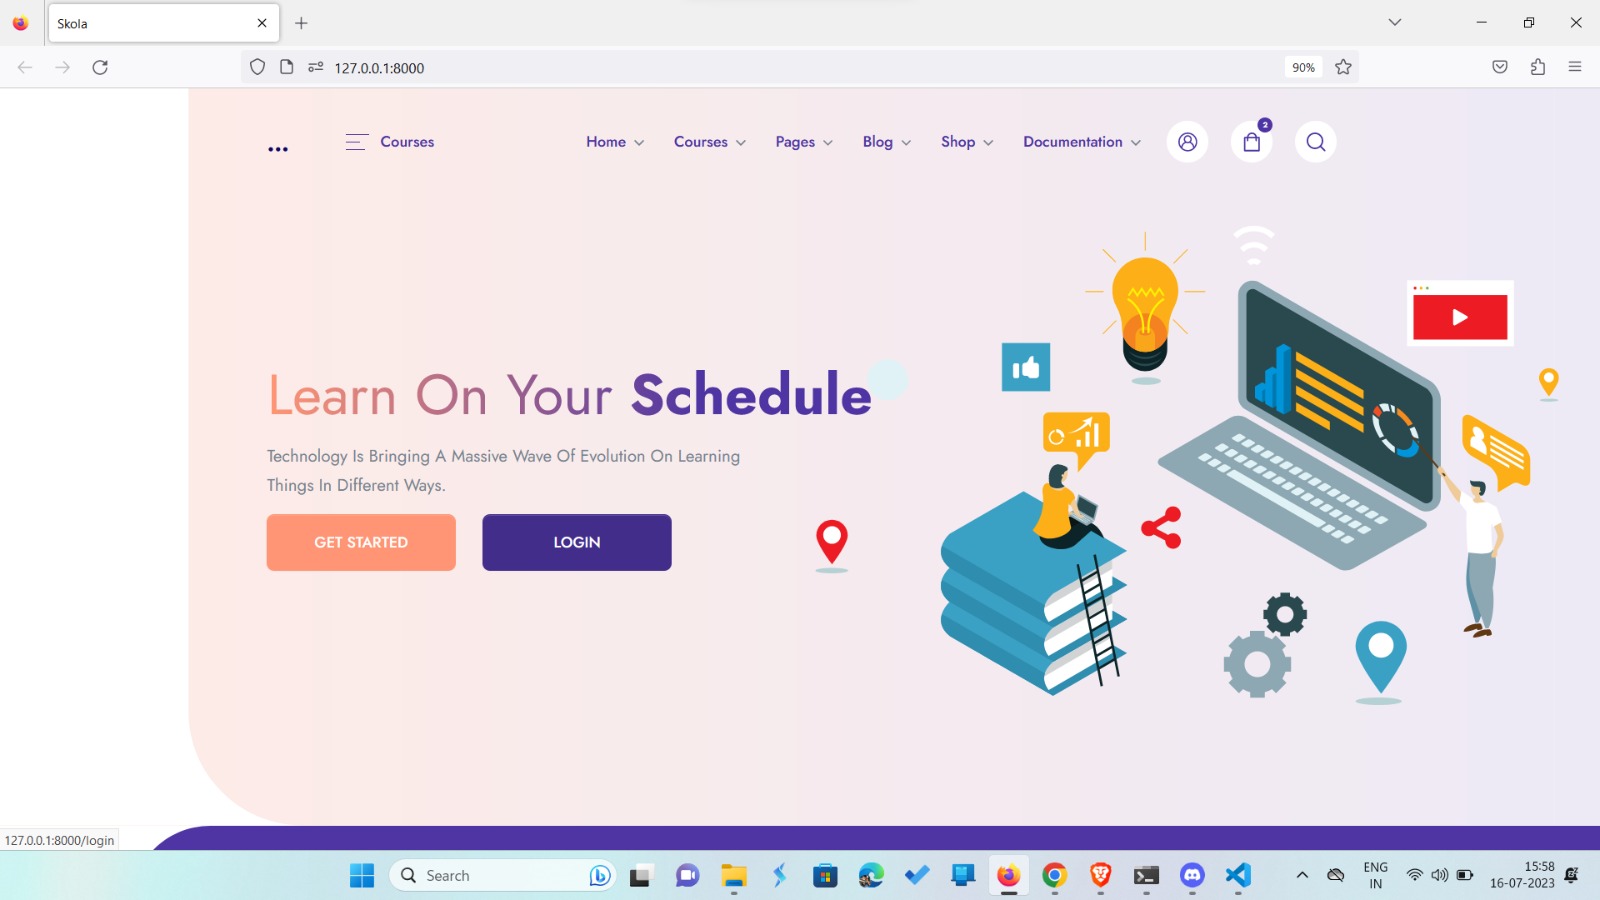 Skola
127.0.0.1:8000
90%
Courses
Home Courses Pages Blog Shop Documentation
2
Learn On Your Schedule
Technology Is Bringing A Massive Wave Of Evolution On Learning
Things In Different Ways.
GET STARTED LOGIN
127.0.0.1:8000/login
Search
ENG
IN
15:58
16-07-2023